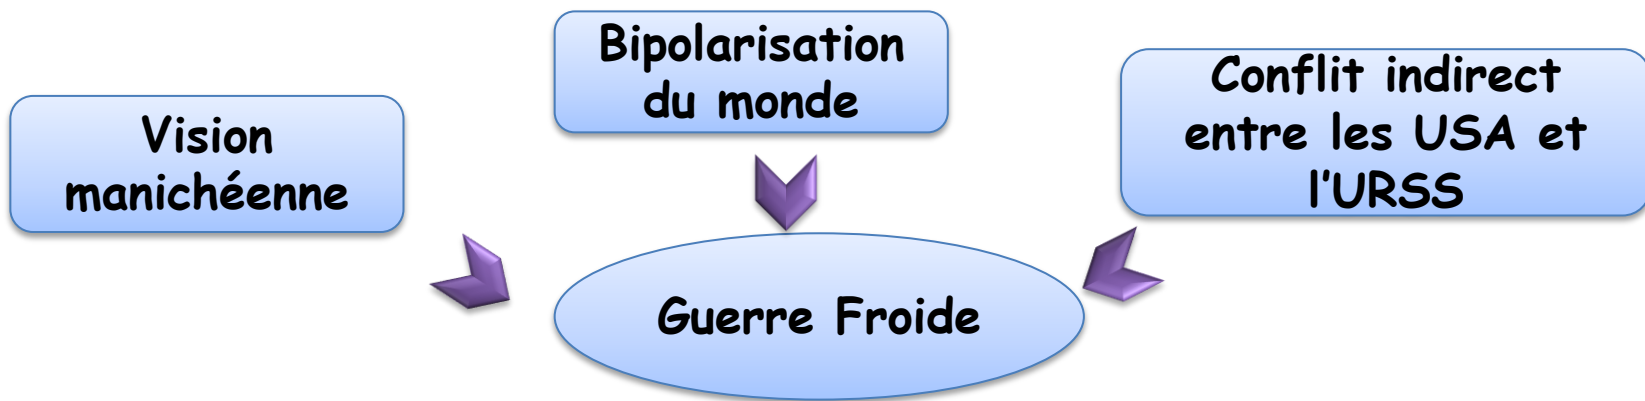 Vision
manichéenne
Bipolarisation
du monde
Conflit indirect
entre les USA et
l'URSS
Guerre Froide